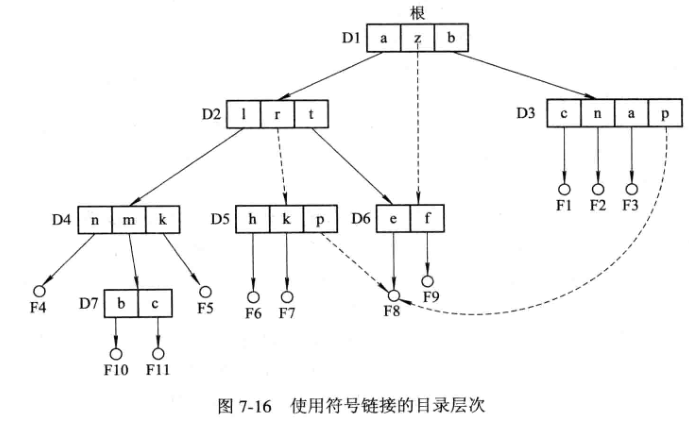 根
D1 a z b
D2 l r t
D3 c n a p
F1 F2 F3
D4 n m k
D5 h k p
D6 e f
F4
D7 b c
F5
F6 F7
F8
F9
F10 F11
图 7-16 使用符号链接的目录层次